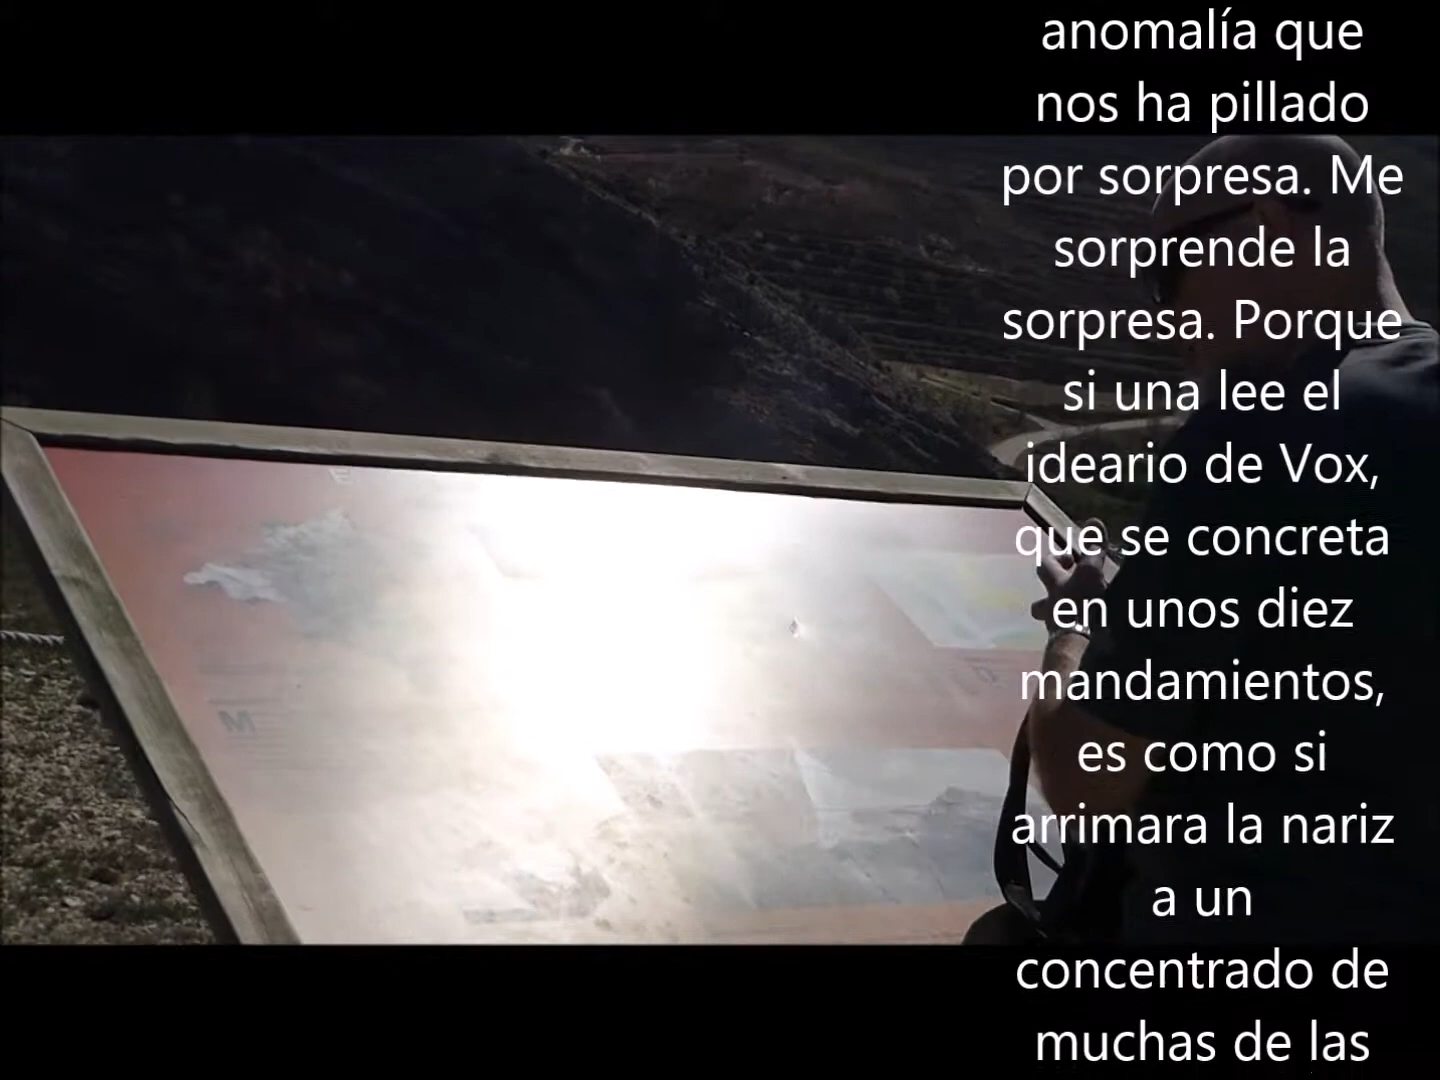 anomalía que
nos ha pillado
por sorpresa. Me
sorprende la
sorpresa. Porque
si una lee el
ideario de Vox,
que se concreta
en unos diez
mandamientos,
es como si
arrimara la nariz
a un
concentrado de
muchas de las
M